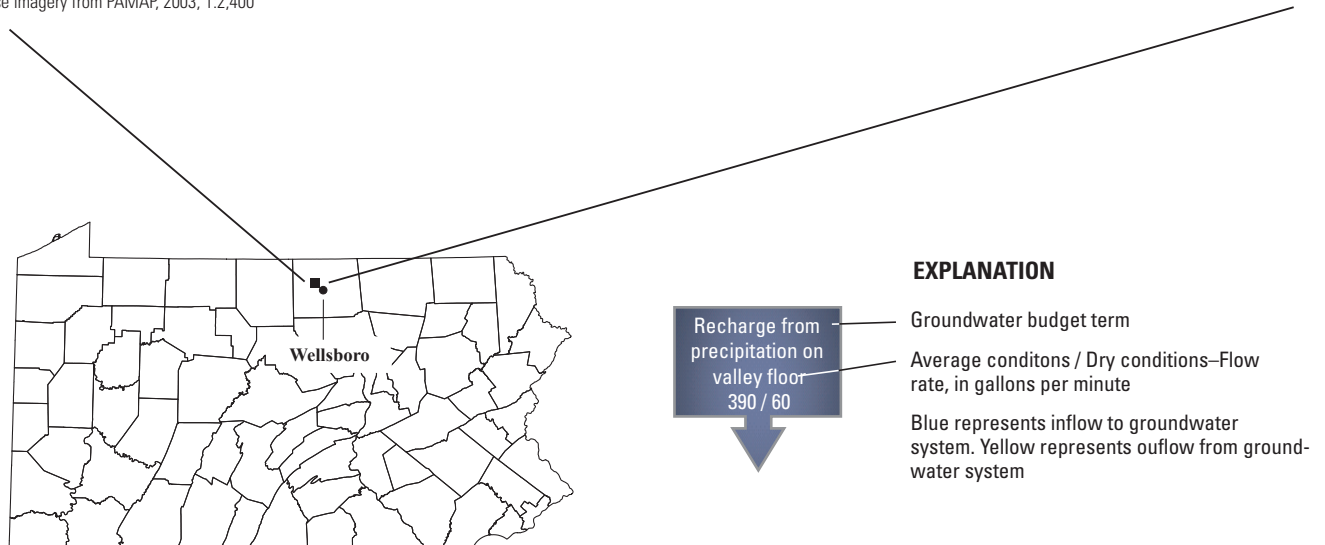 se imagery from PAMAP, 2003, 1:2,400
Wellsboro
EXPLANATION
Recharge from
precipitation on
valley floor
390 / 60
Groundwater budget term
Average conditons / Dry conditions–Flow
rate, in gallons per minute
Blue represents inflow to groundwater
system. Yellow represents ouflow from ground-
water system